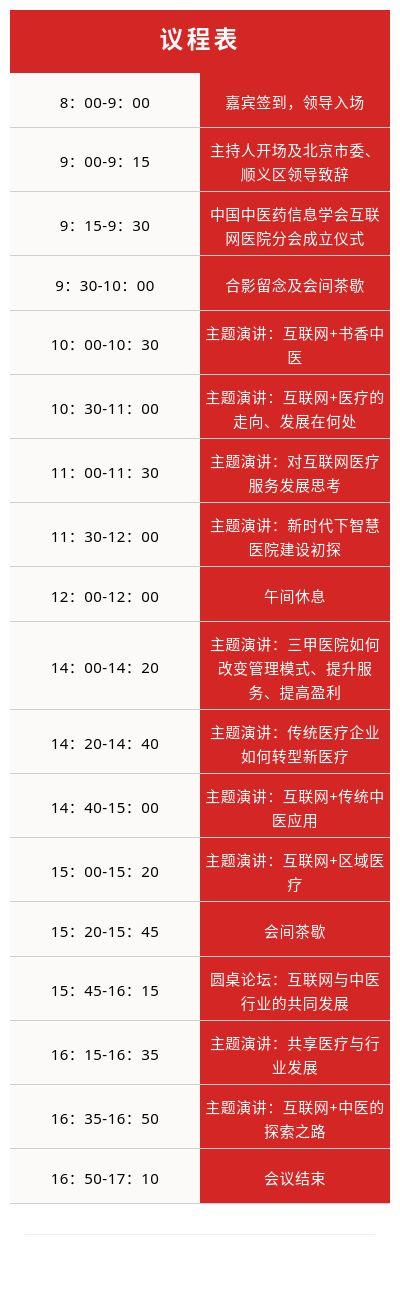 议程表
8：00-9：00
嘉宾签到，领导入场
9：00-9：15
主持人开场及北京市委、
顺义区领导致辞
9：15-9：30
中国中医药信息学会互联
网医院分会成立仪式
9：30-10：00
合影留念及会间茶歇
10：00-10：30
主题演讲：互联网+书香中
医
10：30-11：00
主题演讲：互联网+医疗的
走向、发展在何处
11：00-11：30
主题演讲：对互联网医疗
服务发展思考
11：30-12：00
主题演讲：新时代下智慧
医院建设初探
12：00-12：00
午间休息
14：00-14：20
主题演讲：三甲医院如何
改变管理模式、提升服
务、提高盈利
14：20-14：40
主题演讲：传统医疗企业
如何转型新医疗
14：40-15：00
主题演讲：互联网+传统中
医应用
15：00-15：20
主题演讲：互联网+区域医
疗
15：20-15：45
会间茶歇
15：45-16：15
圆桌论坛：互联网与中医
行业的共同发展
16：15-16：35
主题演讲：共享医疗与行
业发展
16：35-16：50
主题演讲：互联网+中医的
探索之路
16：50-17：10
会议结束